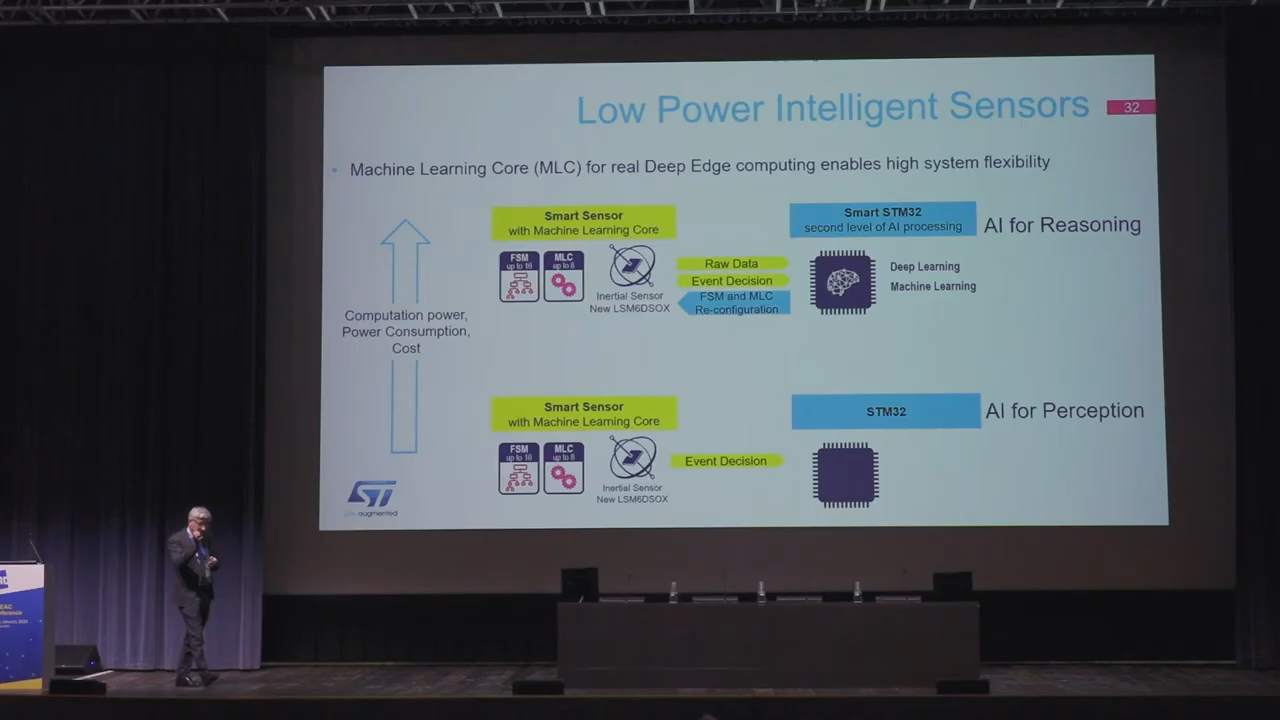 Low Power Intelligent Sensors
32
• Machine Learning Core (MLC) for real Deep Edge computing enables high system flexibility
Smart Sensor
with Machine Learning Core
Smart STM32
second level of AI processing
AI for Reasoning
FSM
up to 16
MLC
up to 8
Inertial Sensor
New LSM6DSOX
Raw Data
Event Decision
FSM and MLC
Re-configuration
Deep Learning
Machine Learning
Computation power,
Power Consumption,
Cost
Smart Sensor
with Machine Learning Core
STM32
AI for Perception
FSM
up to 16
MLC
up to 8
Inertial Sensor
New LSM6DSOX
Event Decision
ST
life.augmented